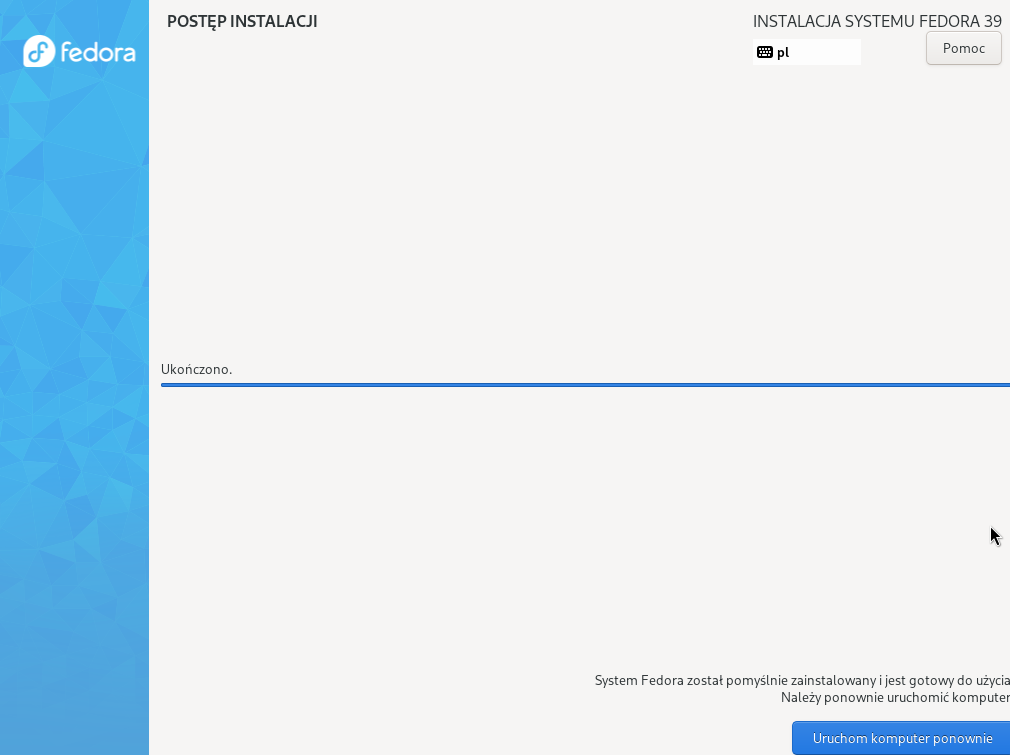 fedora
POSTĘP INSTALACJI
INSTALACJA SYSTEMU FEDORA 39
pl
Pomoc
Ukończono.
System Fedora został pomyślnie zainstalowany i jest gotowy do użycia
Należy ponownie uruchomić komputer
Uruchom komputer ponownie